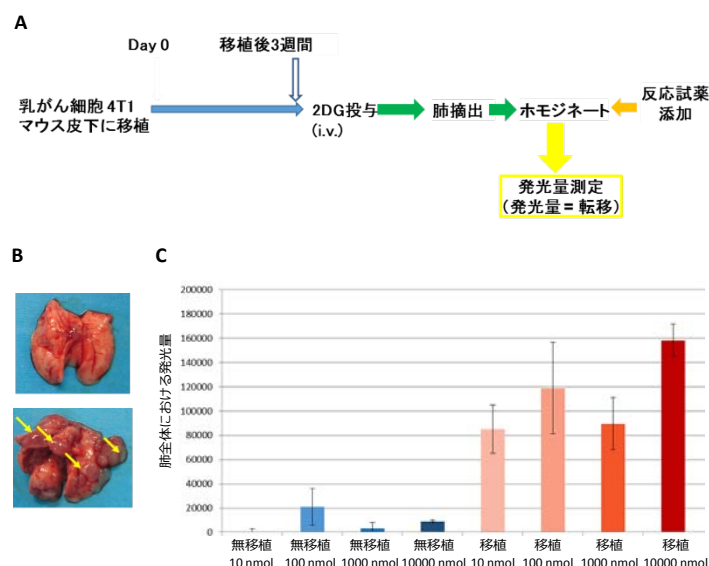 A
Day 0
移植後3週間
乳がん細胞 4T1
マウス皮下に移植
2DG投与
(i.v.)
肺摘出
ホモジネート
反応試薬
添加
発光量測定
(発光量 = 転移)
B
C
肺全体における発光量
200000
180000
160000
140000
120000
100000
80000
60000
40000
20000
0
無移植 無移植 無移植 無移植 移植 移植 移植 移植
10 nmol 100 nmol 1000 nmol 10000 nmol 10 nmol 100 nmol 1000 nmol 10000 nmol